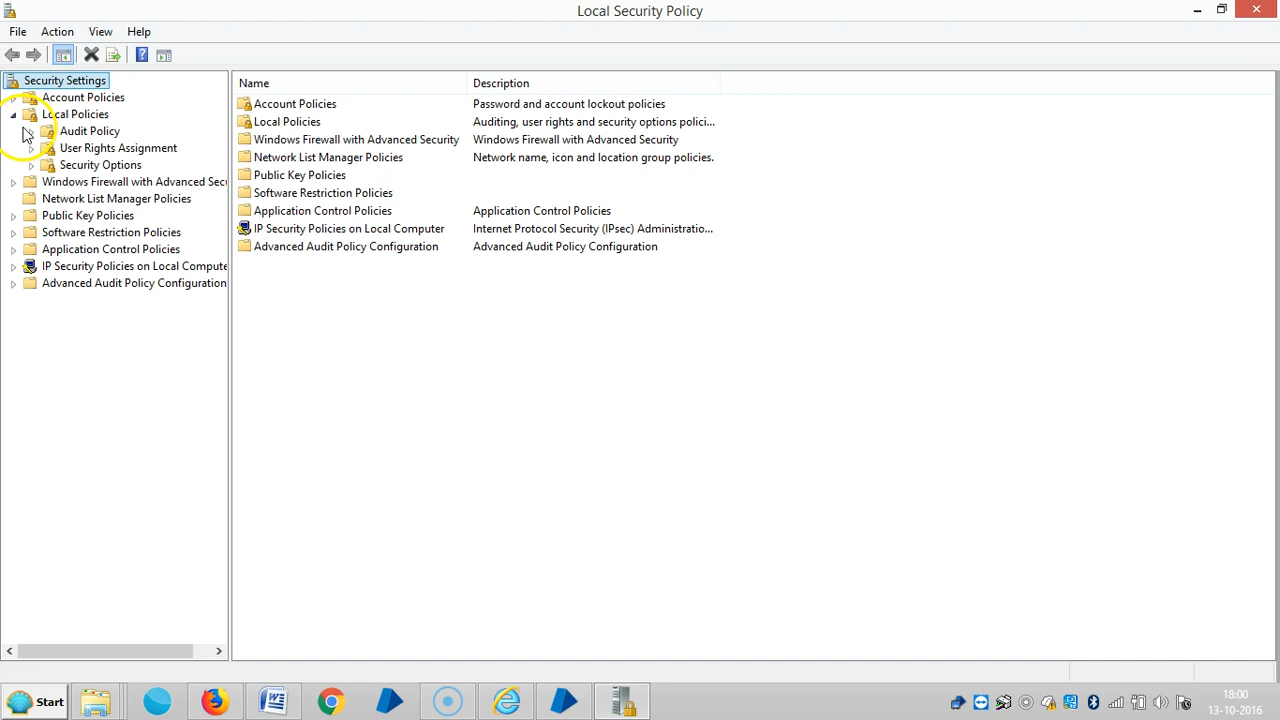 Local Security Policy
File Action View Help
Security Settings
Account Policies
Local Policies
Audit Policy
User Rights Assignment
Security Options
Windows Firewall with Advanced Secu
Network List Manager Policies
Public Key Policies
Software Restriction Policies
Application Control Policies
IP Security Policies on Local Compute
Advanced Audit Policy Configuration
Name Description
Account Policies Password and account lockout policies
Local Policies Auditing, user rights and security options polici...
Windows Firewall with Advanced Security Windows Firewall with Advanced Security
Network List Manager Policies Network name, icon and location group policies.
Public Key Policies
Software Restriction Policies
Application Control Policies Application Control Policies
IP Security Policies on Local Computer Internet Protocol Security (IPsec) Administratio...
Advanced Audit Policy Configuration Advanced Audit Policy Configuration
Start
18:00
13-10-2016